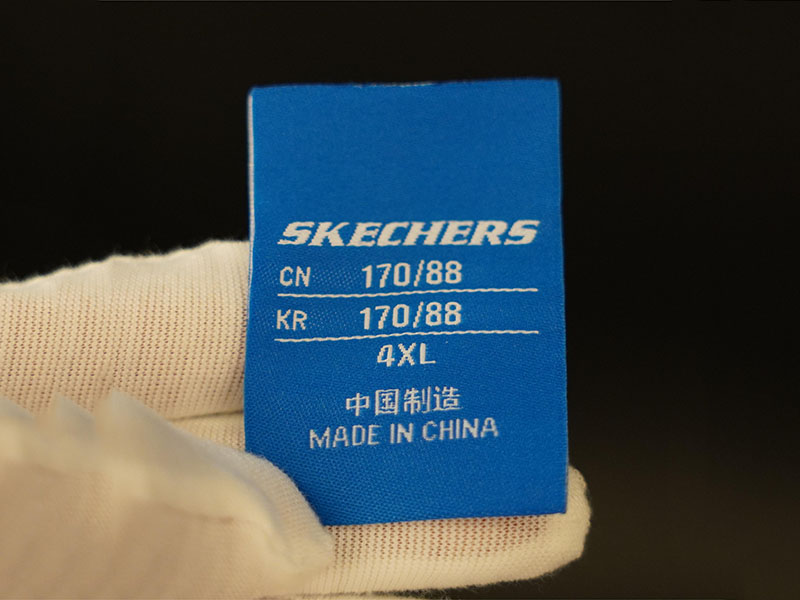 SKECHERS
CN 170/88
KR 170/88
4XL
中国制造
MADE IN CHINA